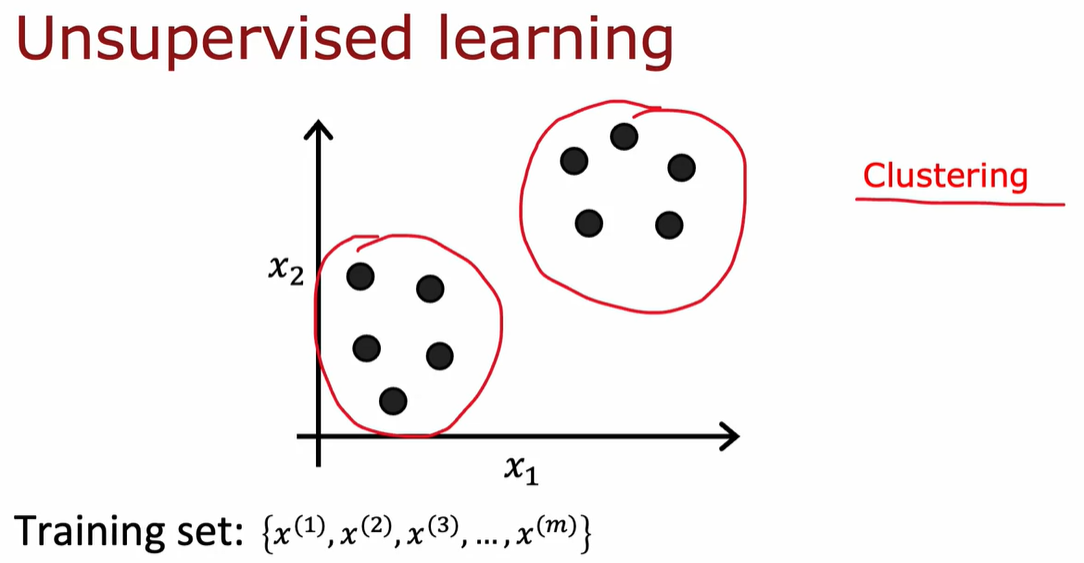 Unsupervised learning
Clustering
x₂
x₁
Training set: {x⁽¹⁾, x⁽²⁾, x⁽³⁾, ..., x⁽ᵐ⁾}